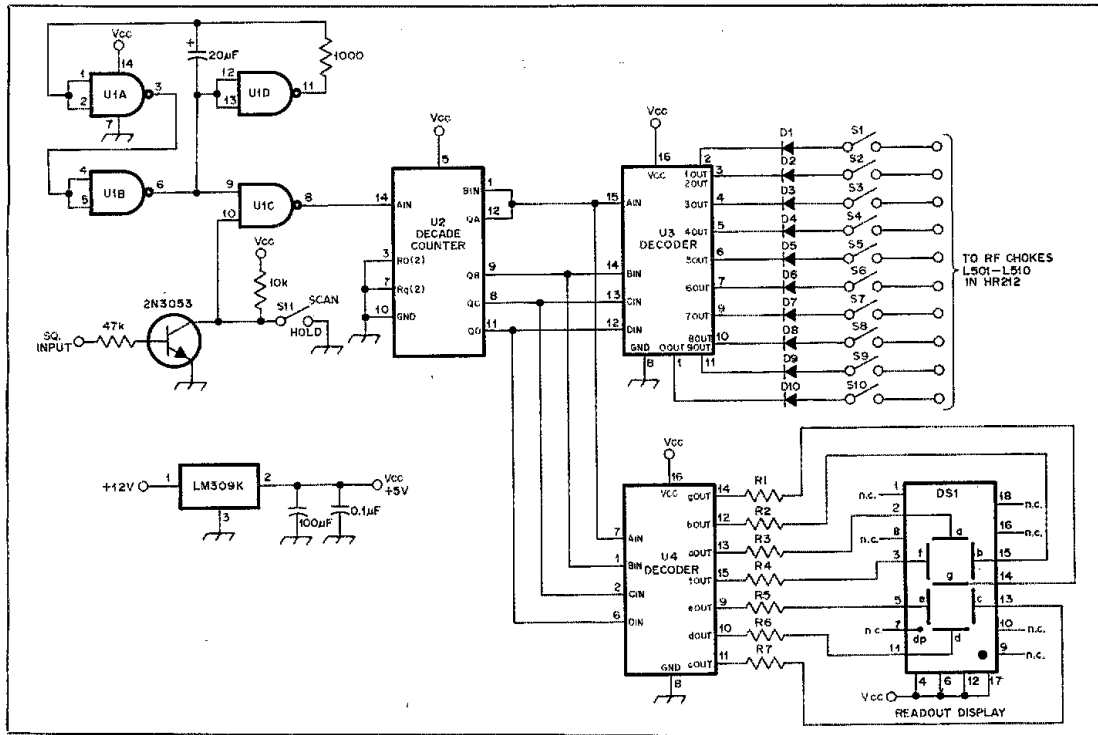 Vcc
14
20µF
+
1000
1
2
U1A
3
7
12
13
U1D
11
4
5
U1B
6
9
10
U1C
8
Vcc
10k
S11
SCAN
HOLD
2N3053
47k
SQ.
INPUT
Vcc
5
14
AIN
BIN
1
QA
12
U2
DECADE
COUNTER
3
RO(2)
7
R9(2)
10
GND
QB
9
QC
8
QD
11
Vcc
16
VCC
15
AIN
14
BIN
13
CIN
12
DIN
U3
DECODER
2
1OUT
3
2OUT
3OUT
4
4OUT
5
5OUT
6
6OUT
7
7OUT
9
8OUT
10
9OUT
11
GND
8
0OUT
1
D1
S1
D2
S2
D3
S3
D4
S4
D5
S5
D6
S6
D7
S7
D8
S8
D9
S9
D10
S10
TO RF CHOKES
L501-L510
IN HR212
+12V
1
LM309K
2
3
100µF
0.1µF
Vcc
+5V
Vcc
16
VCC
7
AIN
1
BIN
2
CIN
6
DIN
U4
DECODER
gOUT
14
R1
bOUT
12
R2
aOUT
13
R3
fOUT
15
R4
eOUT
9
R5
dOUT
10
R6
cOUT
11
R7
GND
8
DS1
1
n.c.
2
8
n.c.
3
5
7
n.c.
11
18
n.c.
16
n.c.
15
14
13
10
n.c.
9
n.c.
a
f
b
g
e
c
dp
d
4
6
12
17
Vcc
READOUT DISPLAY